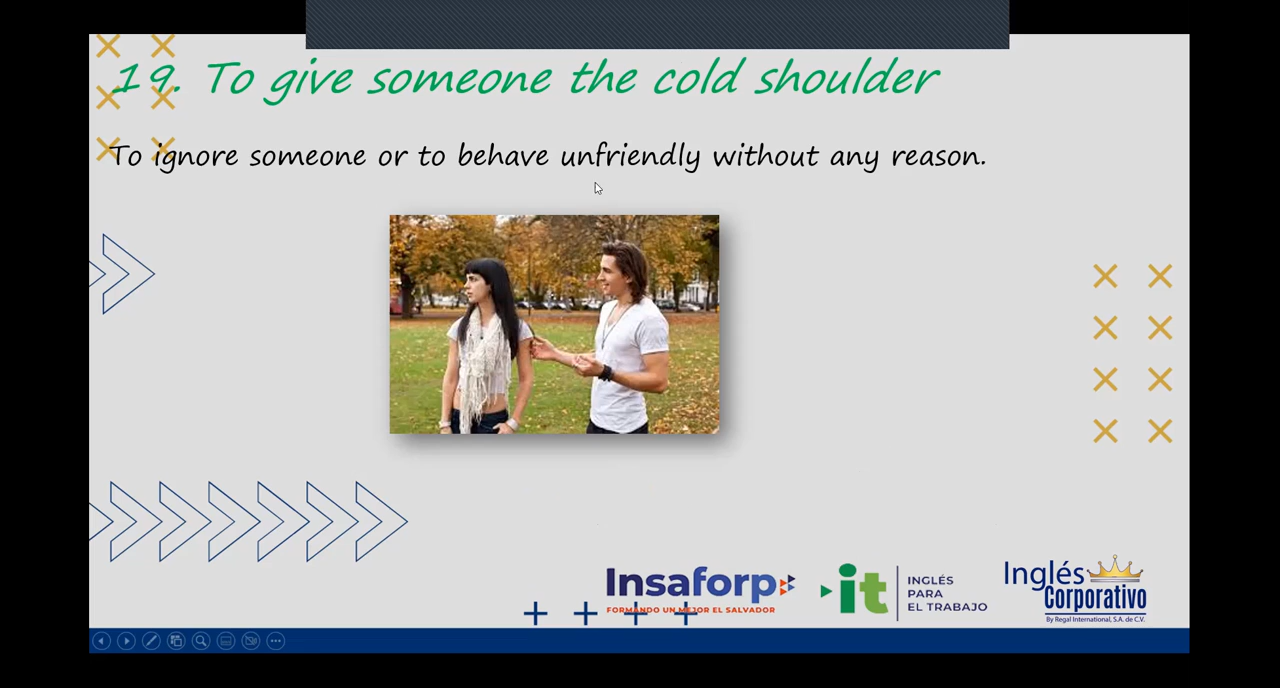 19. To give someone the cold shoulder
To ignore someone or to behave unfriendly without any reason.
Insaforp
FORMANDO UN MEJOR EL SALVADOR
it
INGLÉS
PARA
EL TRABAJO
Inglés
Corporativo
By Regal International, S.A. de C.V.